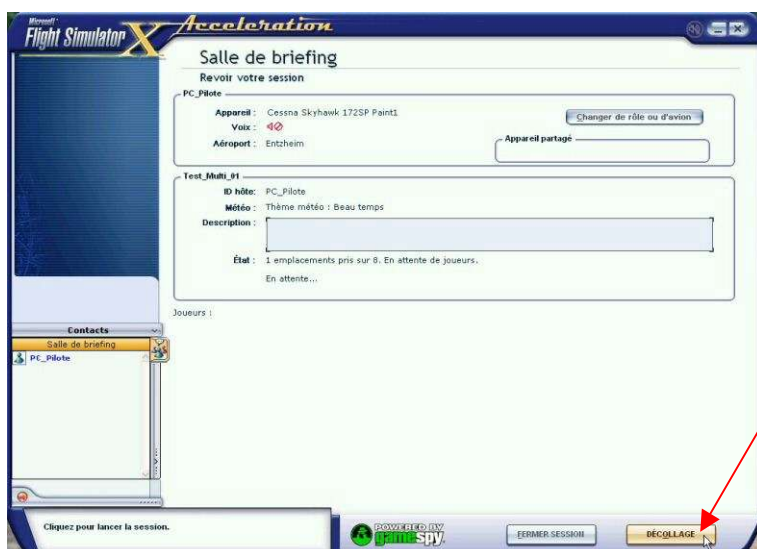 Microsoft
Flight Simulator X Acceleration
Salle de briefing
Revoir votre session
PC_Pilote
Appareil : Cessna Skyhawk 172SP Paint1
Changer de rôle ou d'avion
Voix :
Aéroport : Entzheim
Appareil partagé
Test_Multi_01
ID hôte: PC_Pilote
Météo : Thème météo : Beau temps
Description :
État : 1 emplacements pris sur 8. En attente de joueurs.
En attente...
Joueurs :
Contacts
Salle de briefing
PC_Pilote
Cliquez pour lancer la session.
POWERED BY
gamespy.
FERMER SESSION
DÉCOLLAGE